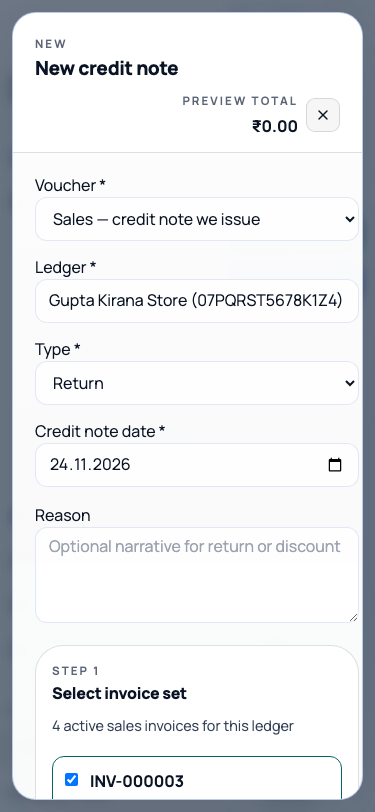 NEW
New credit note
PREVIEW TOTAL
₹0.00
Voucher *
Sales — credit note we issue
Ledger *
Gupta Kirana Store (07PQRST5678K1Z4)
Type *
Return
Credit note date *
24.11.2026
Reason
Optional narrative for return or discount
STEP 1
Select invoice set
4 active sales invoices for this ledger
INV-000003